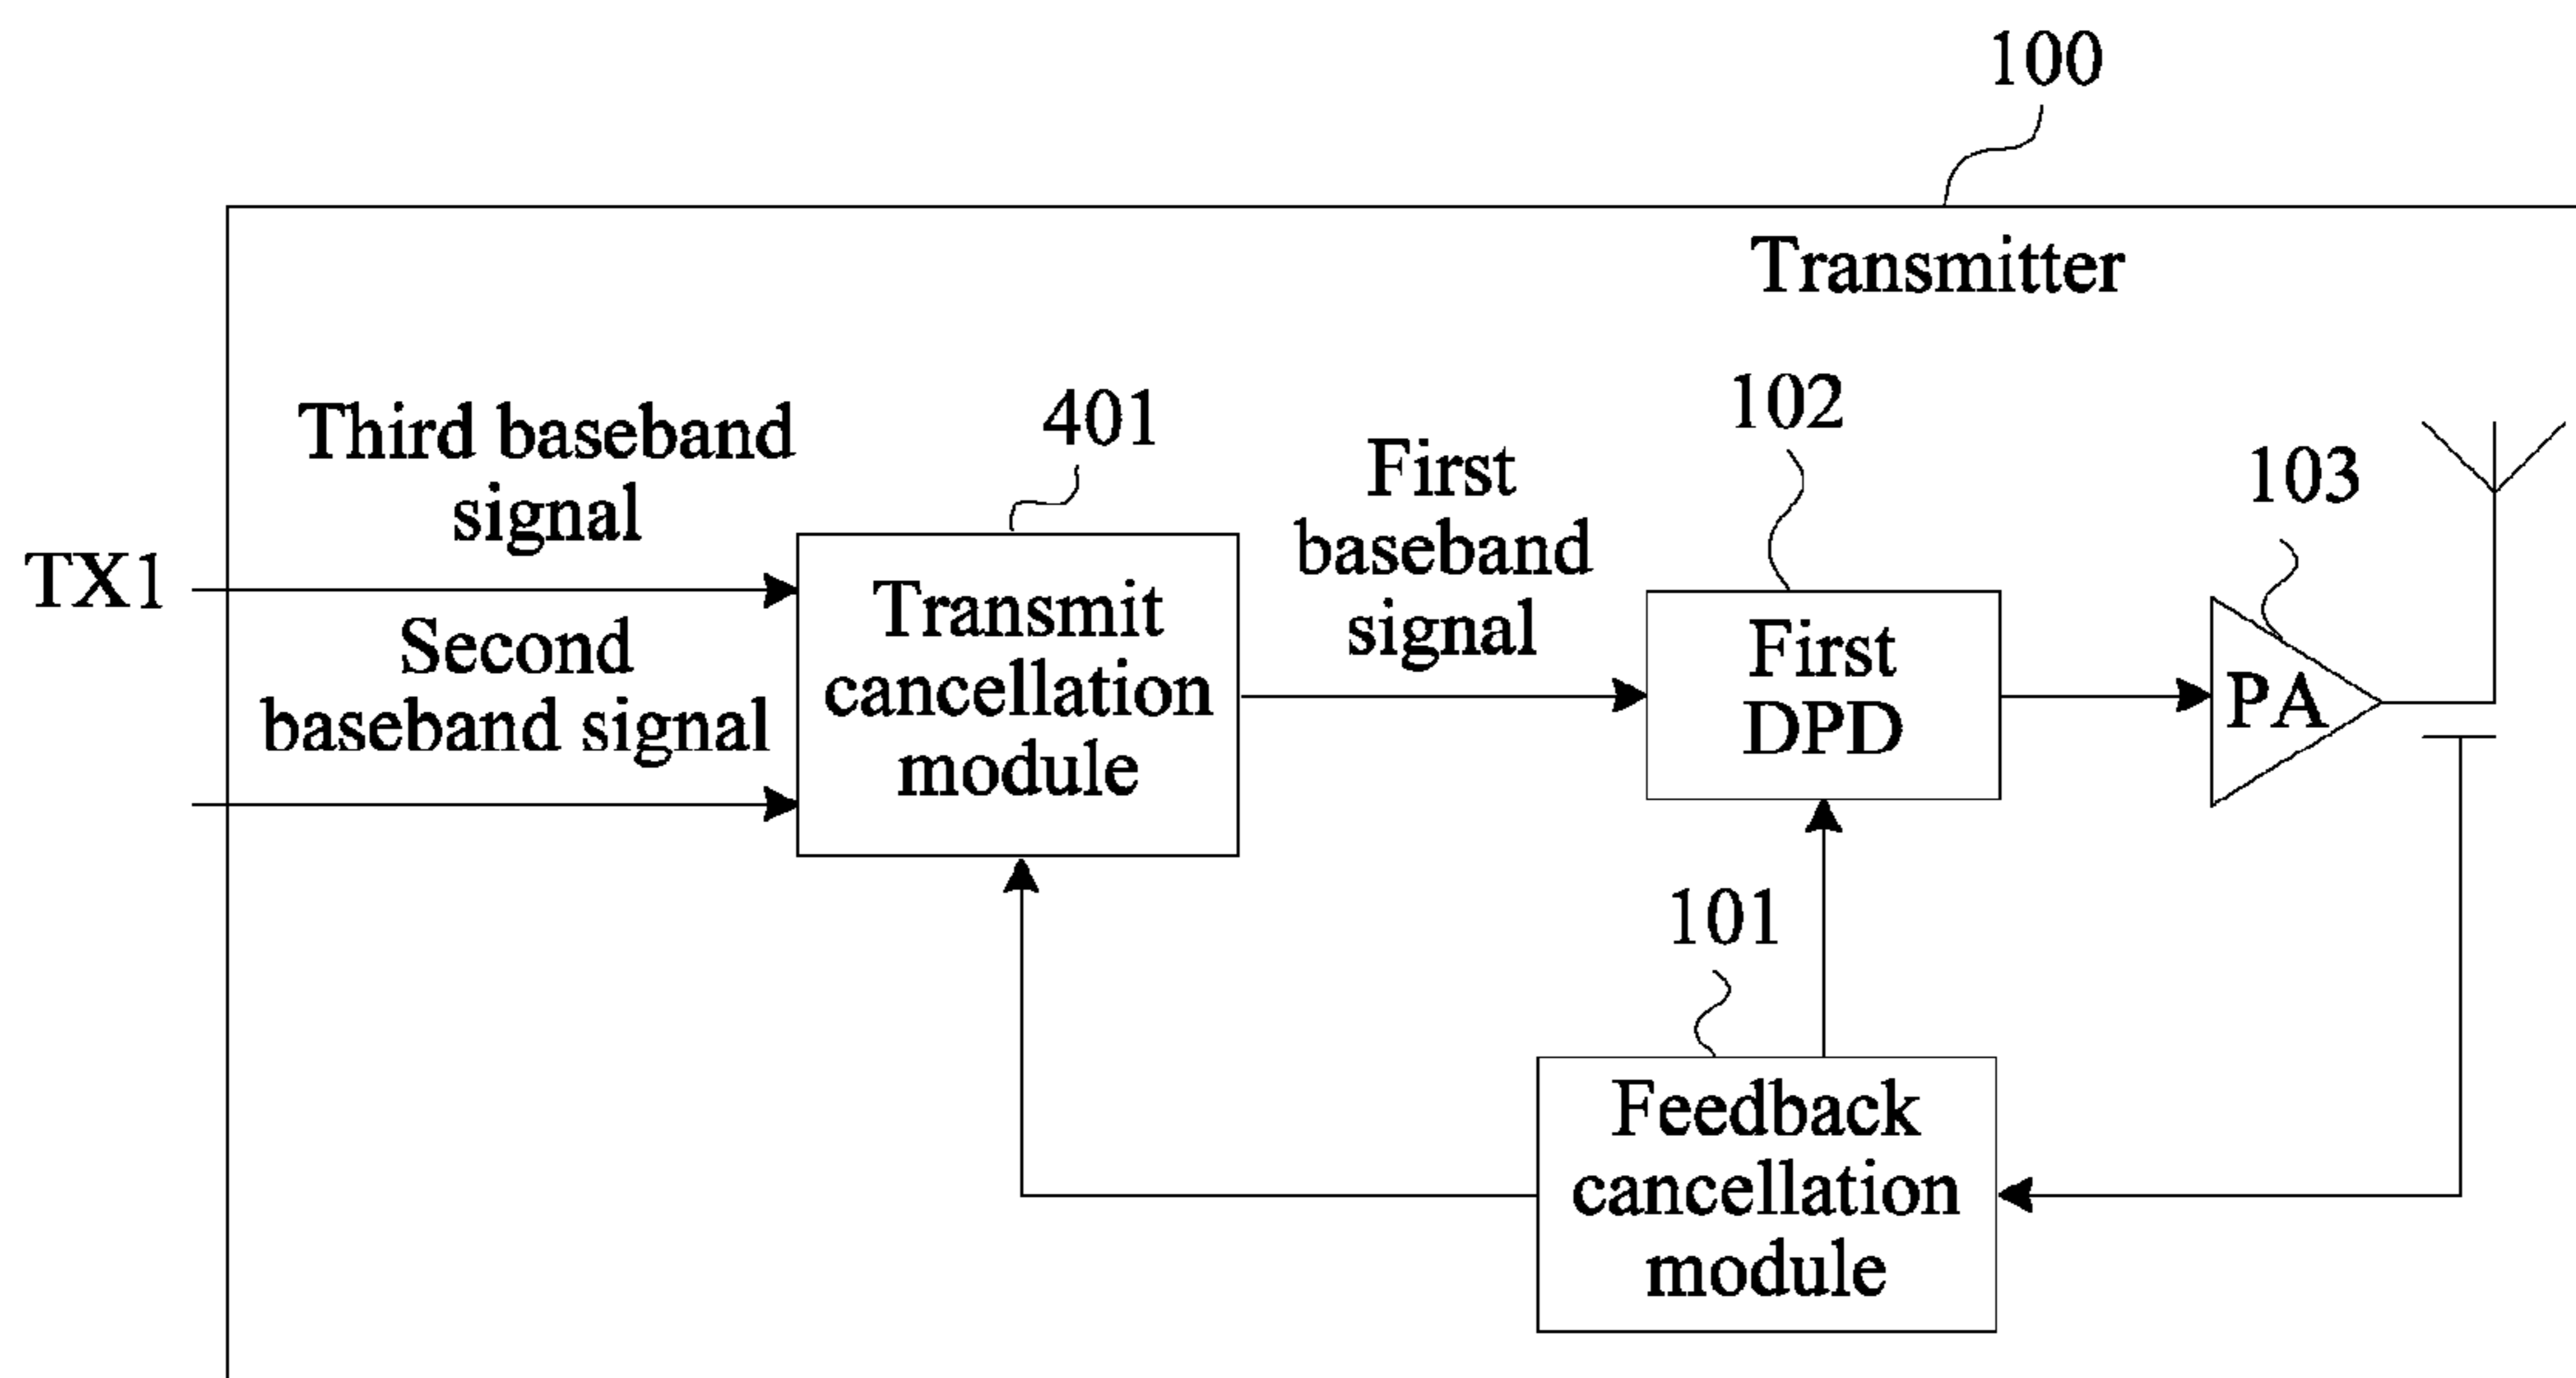 100
Transmitter
Third baseband
signal
401
First
baseband
signal
102
103
TX1
Second
baseband signal
Transmit
cancellation
module
First
DPD
PA
101
Feedback
cancellation
module